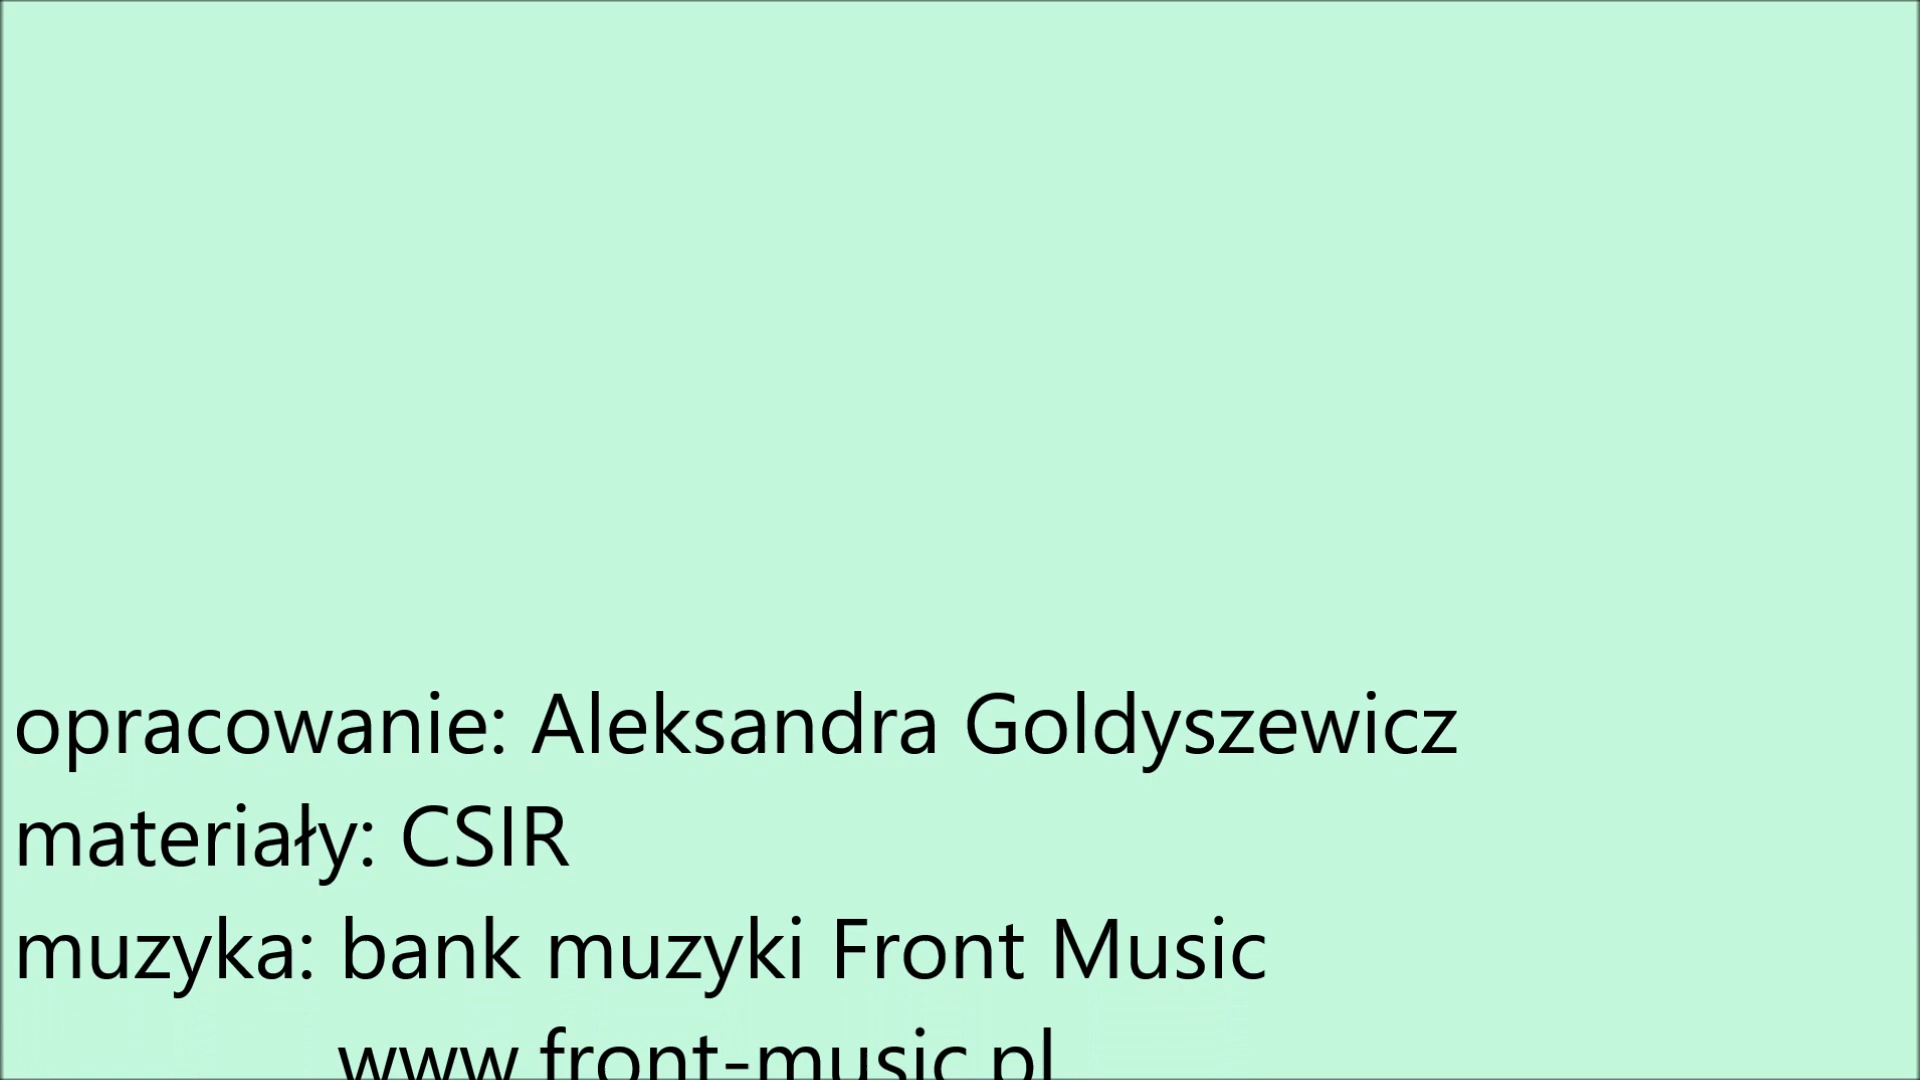 opracowanie: Aleksandra Goldyszewicz
materiały: CSIR
muzyka: bank muzyki Front Music
www.front-music.pl